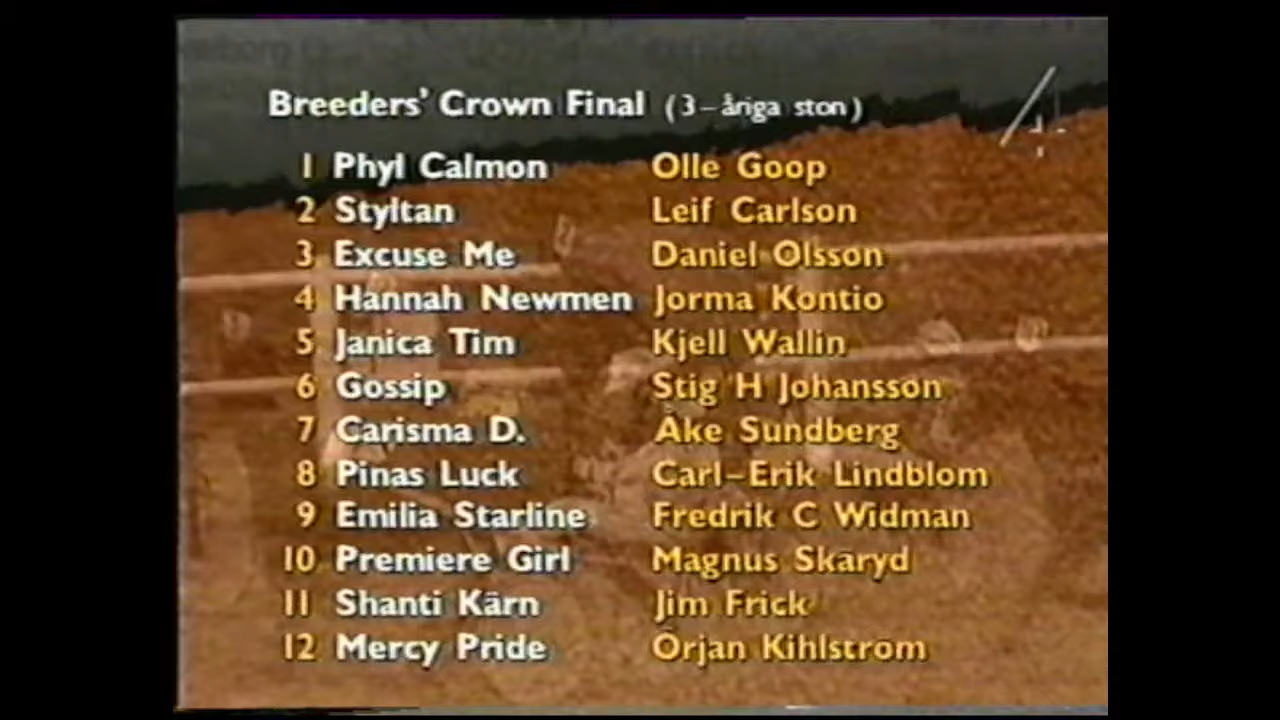 Breeders' Crown Final (3-åriga ston)
1 Phyl Calmon Olle Goop
2 Styltan Leif Carlson
3 Excuse Me Daniel Olsson
4 Hannah Newmen Jorma Kontio
5 Janica Tim Kjell Wallin
6 Gossip Stig H Johansson
7 Carisma D. Åke Sundberg
8 Pinas Luck Carl-Erik Lindblom
9 Emilia Starline Fredrik C Widman
10 Premiere Girl Magnus Skäryd
11 Shanti Kärn Jim Frick
12 Mercy Pride Örjan Kihlström